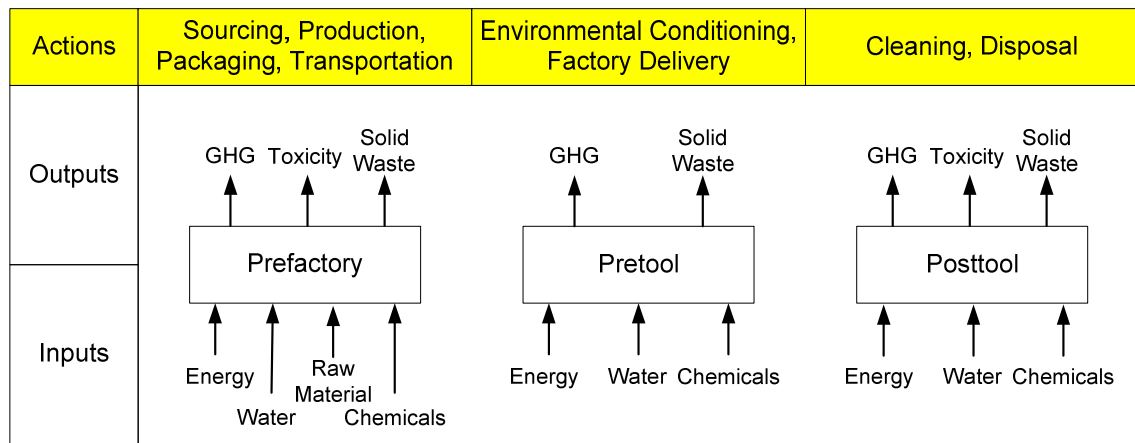 Actions
Sourcing, Production,
Packaging, Transportation
Environmental Conditioning,
Factory Delivery
Cleaning, Disposal
Outputs
GHG
Toxicity
Solid
Waste
GHG
Solid
Waste
GHG
Toxicity
Solid
Waste
Prefactory
Pretool
Posttool
Inputs
Energy
Water
Raw
Material
Chemicals
Energy
Water
Chemicals
Energy
Water
Chemicals